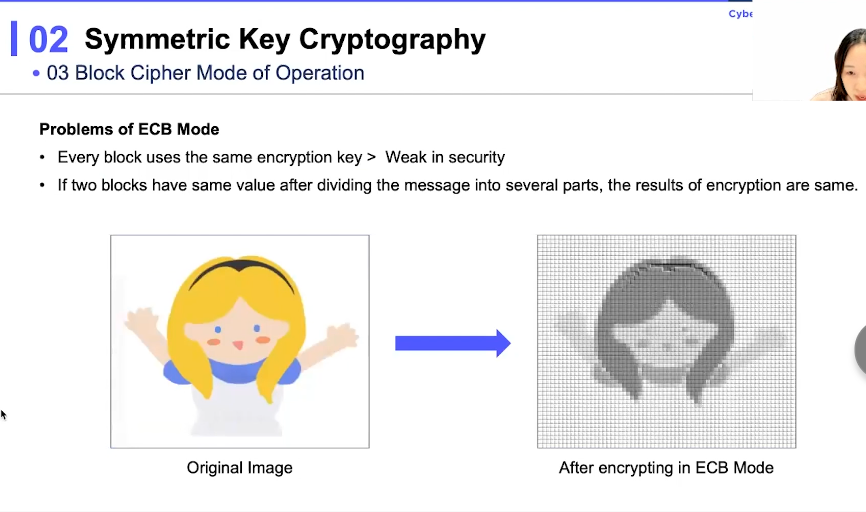 Cybe
02 Symmetric Key Cryptography
• 03 Block Cipher Mode of Operation
Problems of ECB Mode
• Every block uses the same encryption key > Weak in security
• If two blocks have same value after dividing the message into several parts, the results of encryption are same.
Original Image
After encrypting in ECB Mode